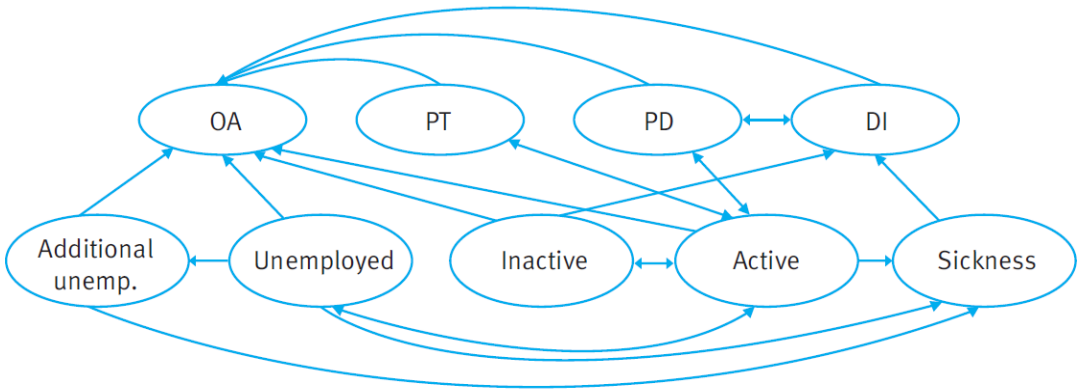 OA
PT
PD
DI
Additional
unemp.
Unemployed
Inactive
Active
Sickness